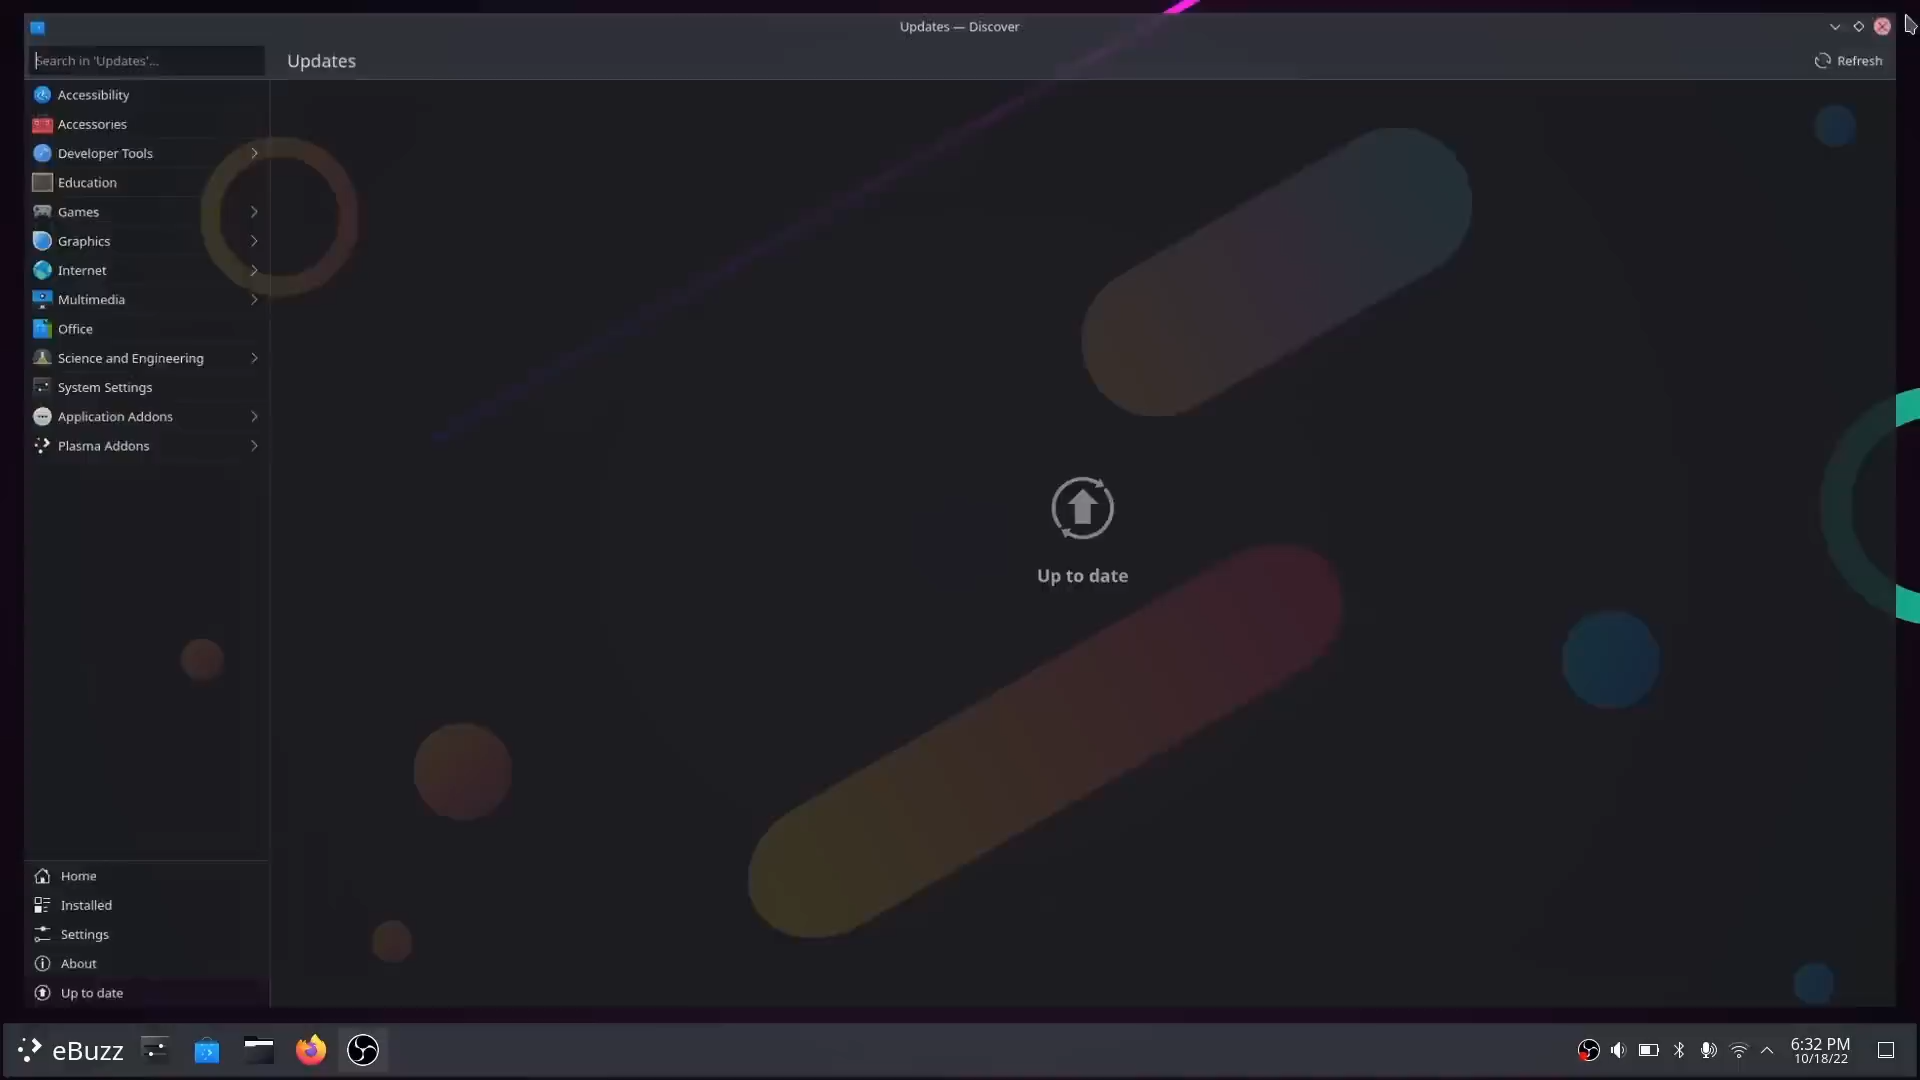 Updates — Discover
Search in 'Updates'...
Updates
Refresh
Accessibility
Accessories
Developer Tools
Education
Games
Graphics
Internet
Multimedia
Office
Science and Engineering
System Settings
Application Addons
Plasma Addons
Up to date
Home
Installed
Settings
About
Up to date
eBuzz
6:32 PM
10/18/22